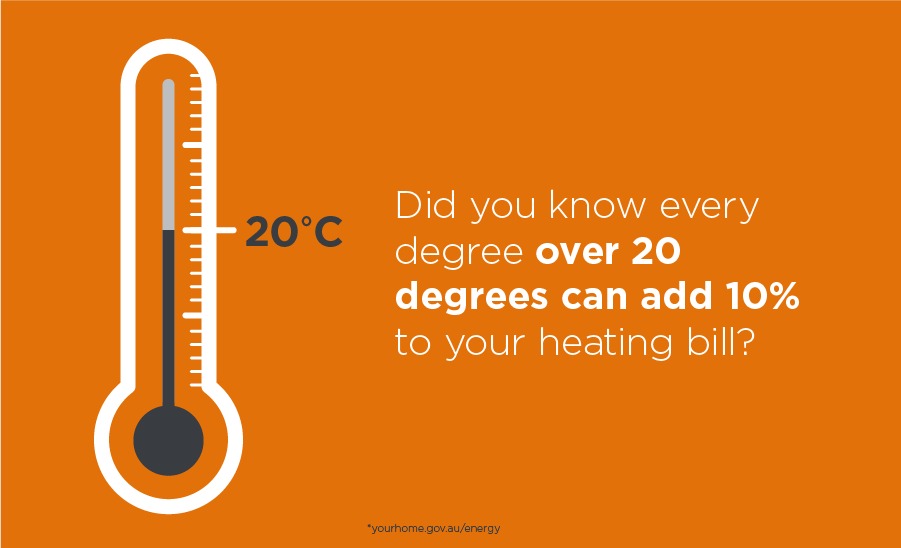 20°C
Did you know every
degree over 20
degrees can add 10%
to your heating bill?
*yourhome.gov.au/energy